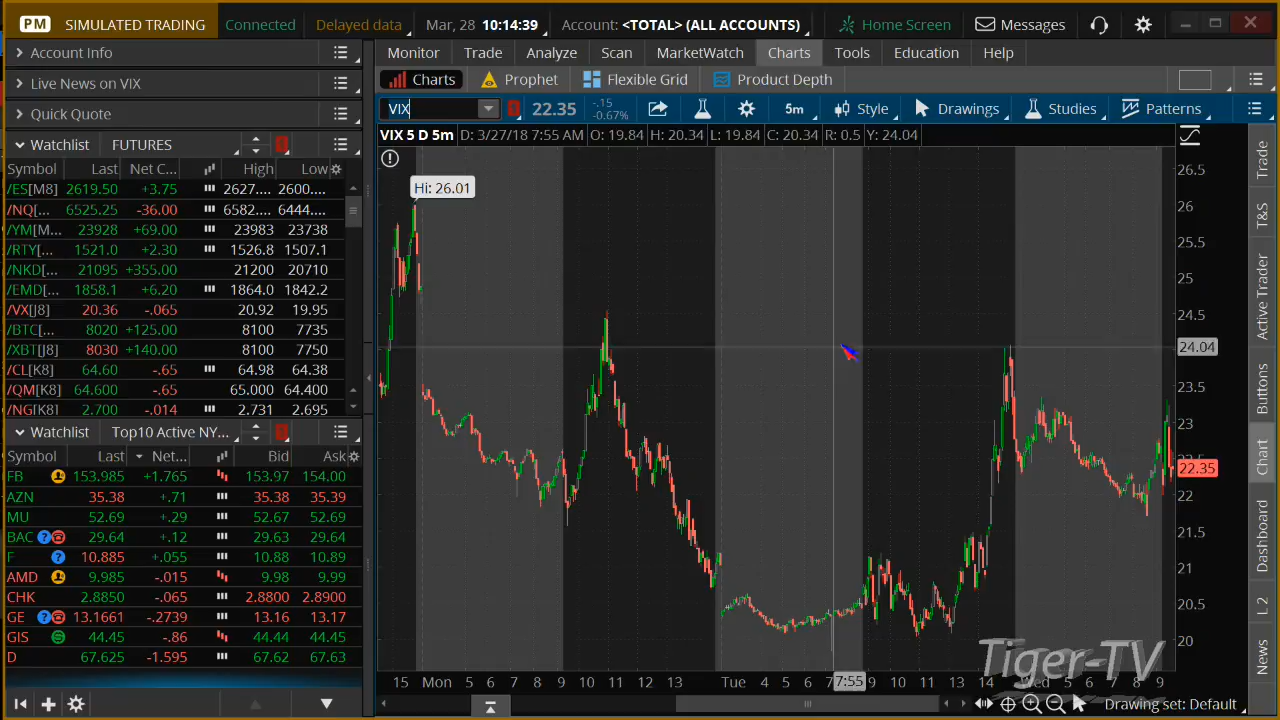 PM SIMULATED TRADING Connected Delayed data Mar, 28 10:14:39 Account: <TOTAL> (ALL ACCOUNTS) Home Screen Messages
Account Info
Live News on VIX
Quick Quote
Monitor Trade Analyze Scan MarketWatch Charts Tools Education Help
Charts Prophet Flexible Grid Product Depth
VIX 22.35 -.15 -0.67% 5m Style Drawings Studies Patterns
VIX 5 D 5m D: 3/27/18 7:55 AM O: 19.84 H: 20.34 L: 19.84 C: 20.34 R: 0.5 Y: 24.04
Watchlist FUTURES
Symbol Last Net C... High Low
/ES[M8] 2619.50 +3.75 2627.... 2600....
/NQ[... 6525.25 -36.00 6582.... 6444....
/YM[M... 23928 +69.00 23983 23738
/RTY[... 1521.0 +2.30 1526.8 1507.1
/NKD[... 21095 +355.00 21200 20710
/EMD[... 1858.1 +6.20 1864.0 1842.2
/VX[J8] 20.36 -.065 20.92 19.95
/BTC[... 8020 +125.00 8100 7735
/XBT[J8] 8030 +140.00 8100 7750
/CL[K8] 64.60 -.65 64.98 64.38
/QM[K8] 64.600 -.65 65.000 64.400
/NG[K8] 2.700 -.014 2.731 2.695
Watchlist Top10 Active NY...
Symbol Last Net... Bid Ask
FB 153.985 +1.765 153.97 154.00
AZN 35.38 +.71 35.38 35.39
MU 52.69 +.29 52.67 52.69
BAC 29.64 +.12 29.63 29.64
F 10.885 +.055 10.88 10.89
AMD 9.985 -.015 9.98 9.99
CHK 2.8850 -.065 2.8800 2.8900
GE 13.1661 -.2739 13.16 13.17
GIS 44.45 -.86 44.44 44.45
D 67.625 -1.595 67.62 67.63
Hi: 26.01
26.5
26
25.5
25
24.5
24.04
23.5
23
22.5
22.35
22
21.5
21
20.5
20
15 Mon 5 6 7 8 9 10 11 12 13 Tue 4 5 6 7:55 9 10 11 13 14 Wed 5 6 7 8 9
Tiger-TV
Drawing set: Default
Trade
T&S
Active Trader
Buttons
Chart
Dashboard
L 2
News